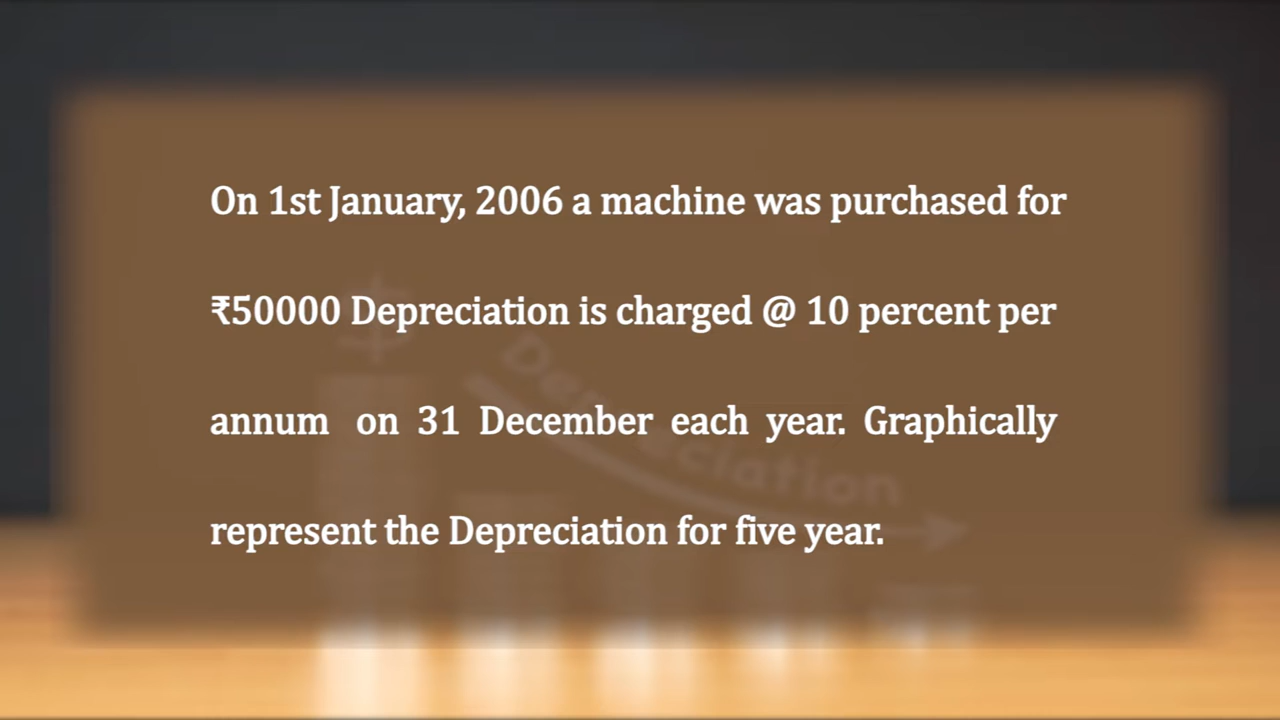 On 1st January, 2006 a machine was purchased for
₹50000 Depreciation is charged @ 10 percent per
annum on 31 December each year. Graphically
represent the Depreciation for five year.
Depreciation
$